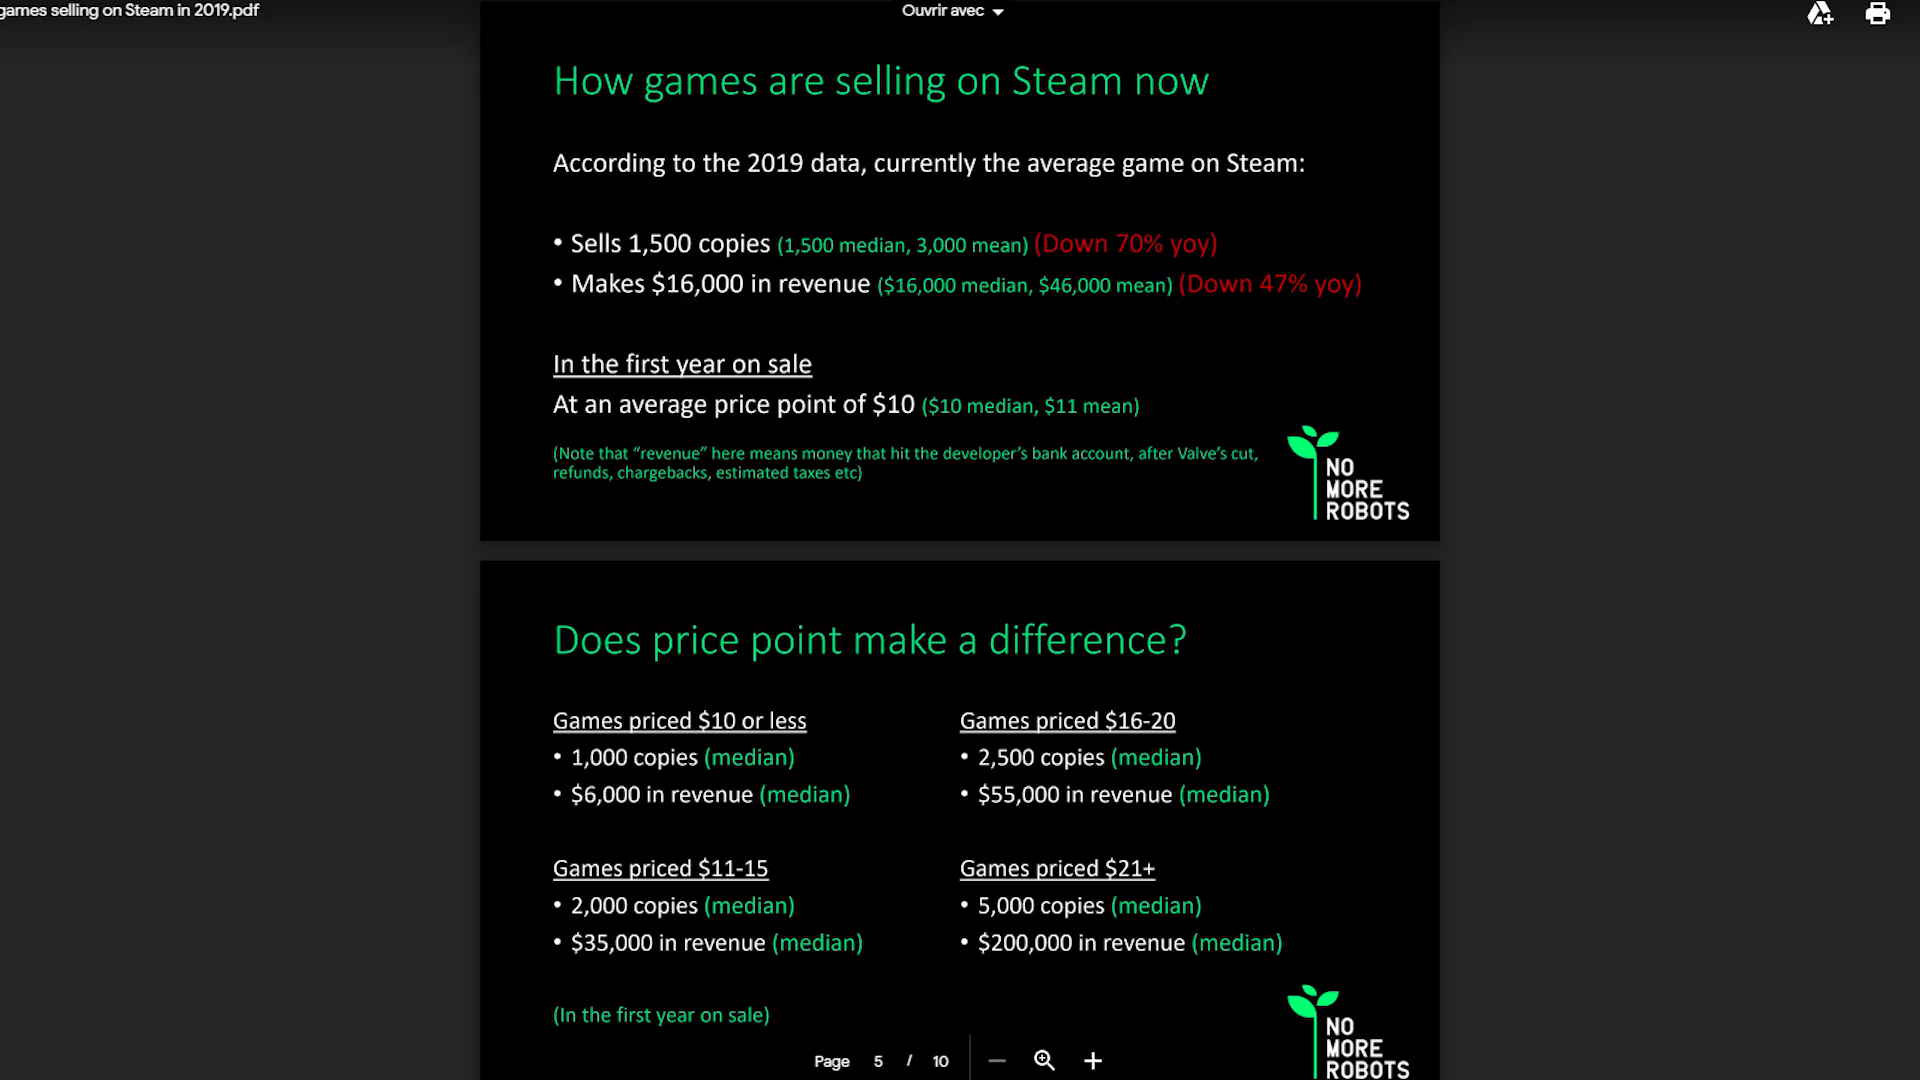 games selling on Steam in 2019.pdf
Ouvrir avec
How games are selling on Steam now
According to the 2019 data, currently the average game on Steam:
• Sells 1,500 copies (1,500 median, 3,000 mean) (Down 70% yoy)
• Makes $16,000 in revenue ($16,000 median, $46,000 mean) (Down 47% yoy)
In the first year on sale
At an average price point of $10 ($10 median, $11 mean)
(Note that “revenue” here means money that hit the developer’s bank account, after Valve’s cut,
refunds, chargebacks, estimated taxes etc)
NO
MORE
ROBOTS
Does price point make a difference?
Games priced $10 or less
• 1,000 copies (median)
• $6,000 in revenue (median)
Games priced $11-15
• 2,000 copies (median)
• $35,000 in revenue (median)
Games priced $16-20
• 2,500 copies (median)
• $55,000 in revenue (median)
Games priced $21+
• 5,000 copies (median)
• $200,000 in revenue (median)
(In the first year on sale)
NO
MORE
ROBOTS
Page 5 / 10